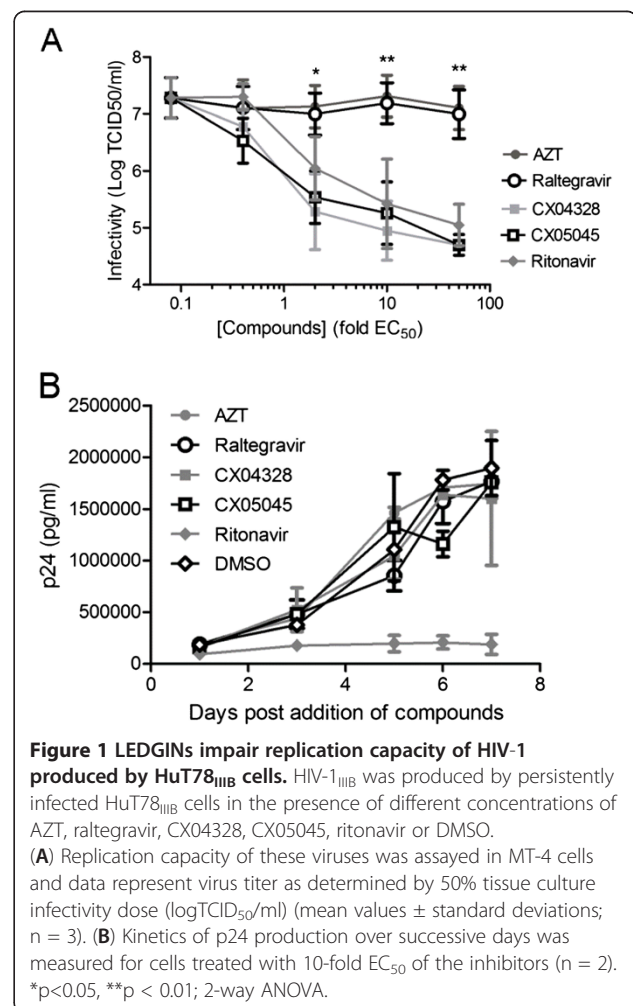 A
Infectivity (Log TCID50/ml)
8
7
6
5
4
* ** **
0.1 1 10 100
[Compounds] (fold EC50)
AZT
Raltegravir
CX04328
CX05045
Ritonavir
B
p24 (pg/ml)
2500000
2000000
1500000
1000000
500000
0
AZT
Raltegravir
CX04328
CX05045
Ritonavir
DMSO
0 2 4 6 8
Days post addition of compounds
Figure 1 LEDGINs impair replication capacity of HIV-1
produced by HuT78IIIB cells. HIV-1IIIB was produced by persistently
infected HuT78IIIB cells in the presence of different concentrations of
AZT, raltegravir, CX04328, CX05045, ritonavir or DMSO.
(A) Replication capacity of these viruses was assayed in MT-4 cells
and data represent virus titer as determined by 50% tissue culture
infectivity dose (logTCID50/ml) (mean values ± standard deviations;
n = 3). (B) Kinetics of p24 production over successive days was
measured for cells treated with 10-fold EC50 of the inhibitors (n = 2).
*p<0.05, **p < 0.01; 2-way ANOVA.